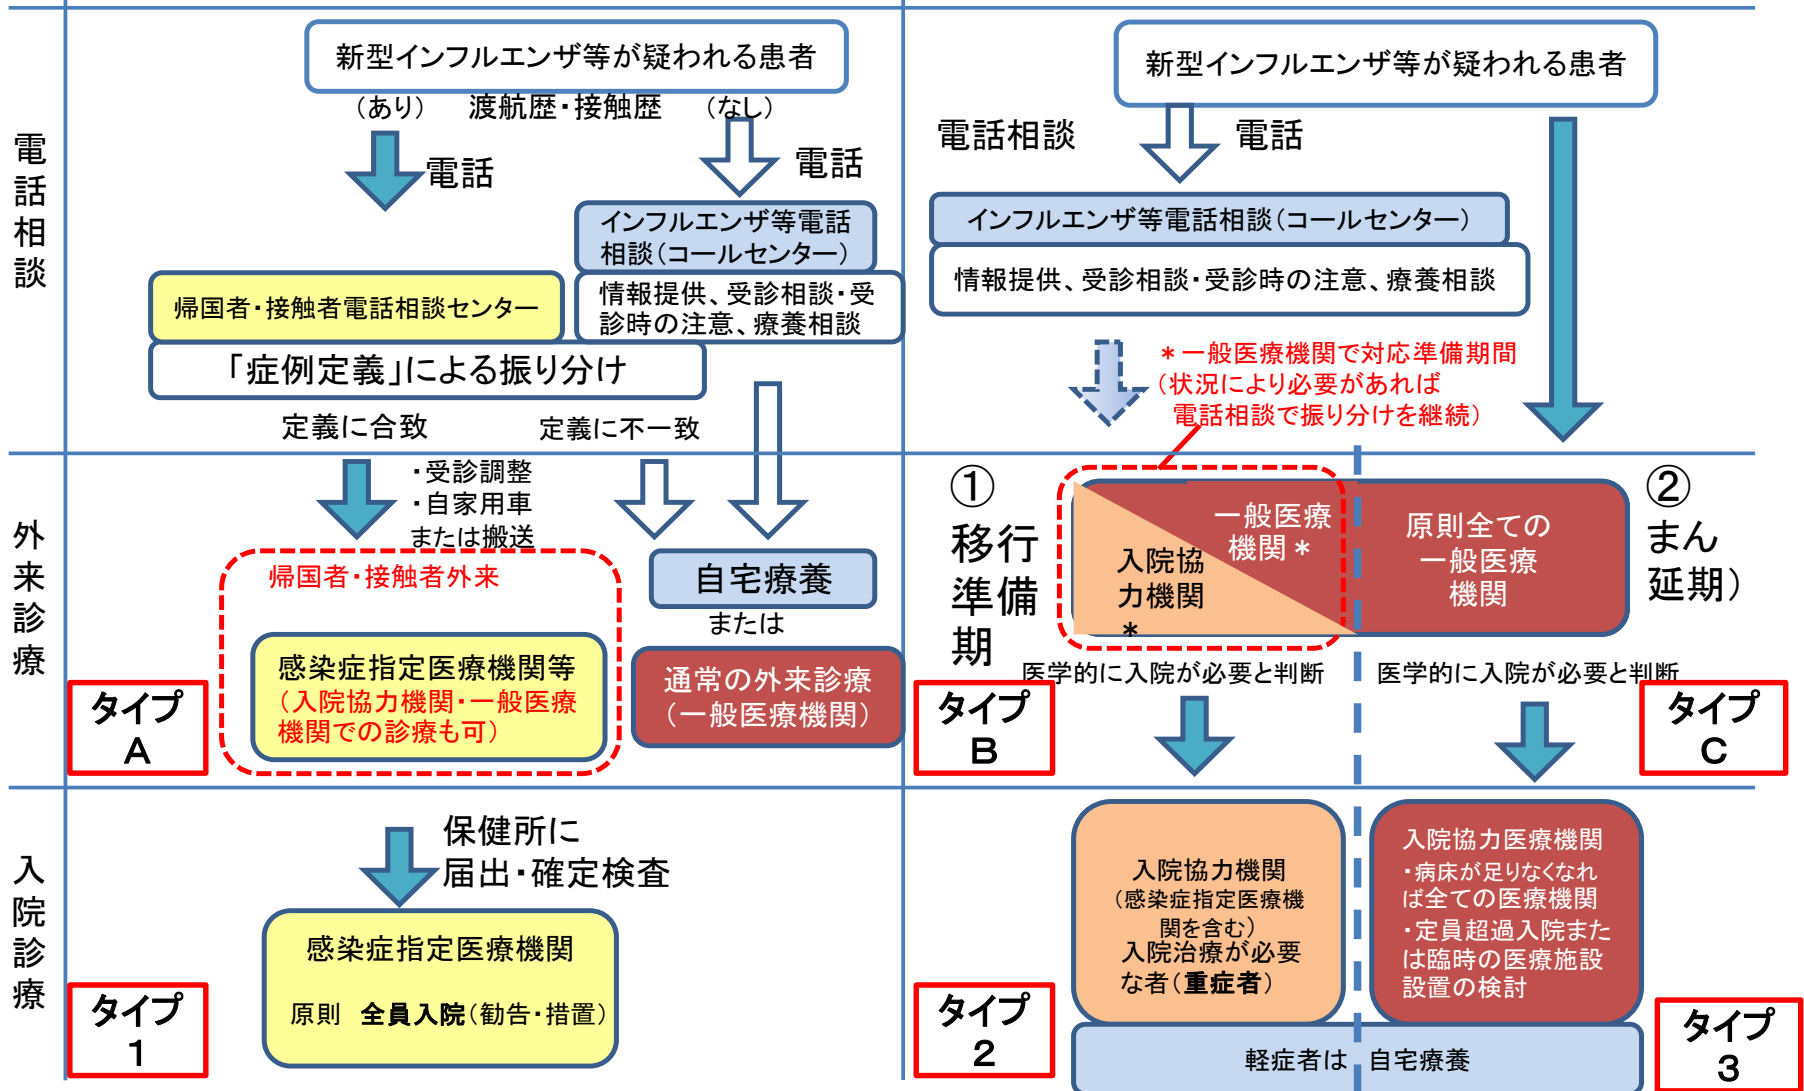 電話相談
新型インフルエンザ等が疑われる患者
（あり）　渡航歴・接触歴　（なし）
電話
電話
インフルエンザ等電話
相談（コールセンター）
情報提供、受診相談・受
診時の注意、療養相談
帰国者・接触者電話相談センター
「症例定義」による振り分け
定義に合致
定義に不一致
新型インフルエンザ等が疑われる患者
電話相談
電話
インフルエンザ等電話相談（コールセンター）
情報提供、受診相談・受診時の注意、療養相談
＊一般医療機関で対応準備期間
（状況により必要があれば
電話相談で振り分けを継続）
外来診療
・受診調整
・自家用車
または搬送
帰国者・接触者外来
感染症指定医療機関等
（入院協力機関・一般医療
機関での診療も可）
自宅療養
または
通常の外来診療
（一般医療機関）
タイプ
A
①
移行
準備
期
一般医療
機関＊
入院協
力機関
＊
原則全ての
一般医療
機関
②
まん
延期）
医学的に入院が必要と判断
医学的に入院が必要と判断
タイプ
B
タイプ
C
入院診療
保健所に
届出・確定検査
感染症指定医療機関
原則　全員入院（勧告・措置）
タイプ
1
入院協力機関
（感染症指定医療機
関を含む）
入院治療が必要
な者（重症者）
入院協力医療機関
・病床が足りなくなれ
ば全ての医療機関
・定員超過入院また
は臨時の医療施設
設置の検討
タイプ
2
軽症者は　自宅療養
タイプ
3